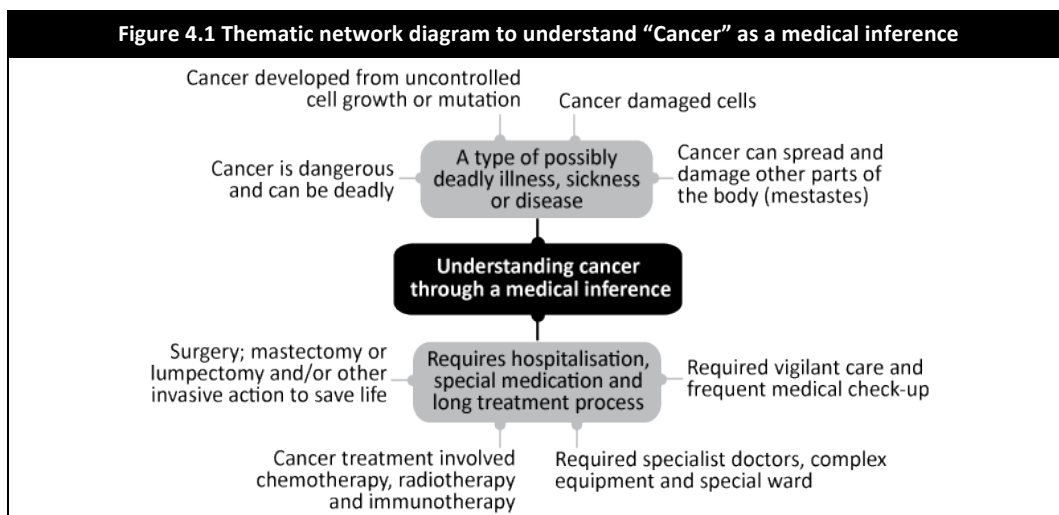 Figure 4.1 Thematic network diagram to understand “Cancer” as a medical inference
Cancer developed from uncontrolled
cell growth or mutation
Cancer damaged cells
Cancer is dangerous
and can be deadly
A type of possibly
deadly illness, sickness
or disease
Cancer can spread and
damage other parts of
the body (mestastes)
Understanding cancer
through a medical inference
Surgery; mastectomy or
lumpectomy and/or other
invasive action to save life
Requires hospitalisation,
special medication and
long treatment process
Required vigilant care and
frequent medical check-up
Cancer treatment involved
chemotherapy, radiotherapy
and immunotherapy
Required specialist doctors, complex
equipment and special ward